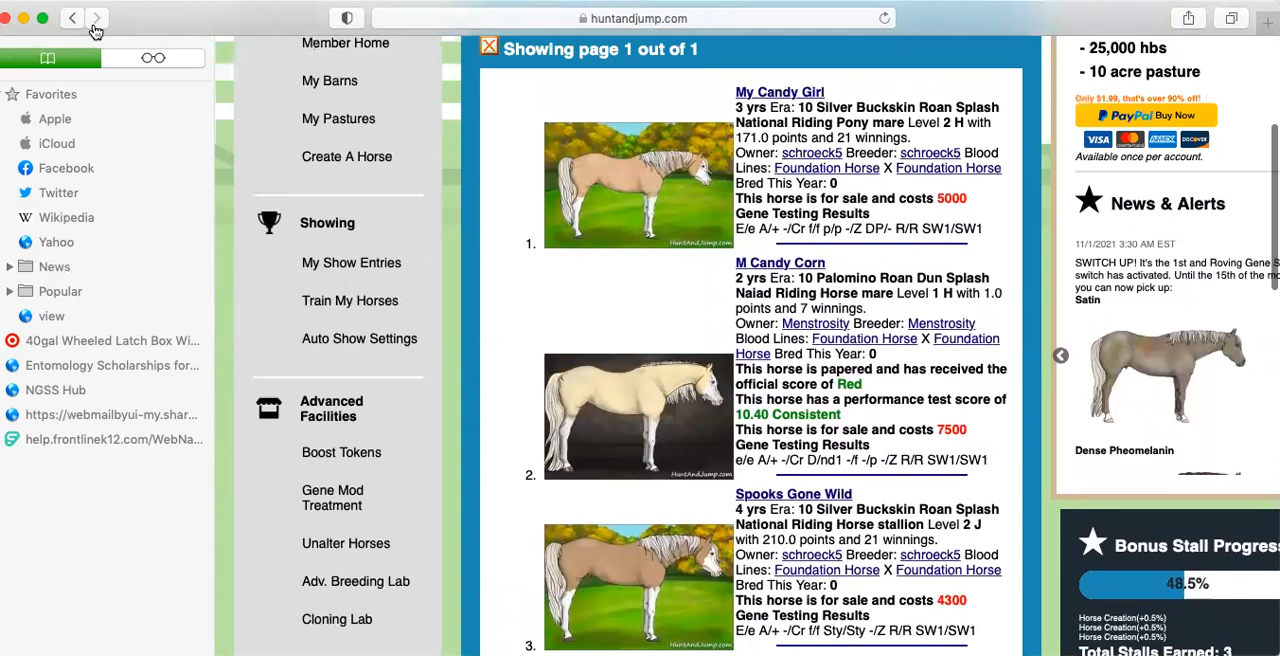 huntandjump.com
Favorites
Apple
iCloud
Facebook
Twitter
Wikipedia
Yahoo
News
Popular
view
40gal Wheeled Latch Box Wi...
Entomology Scholarships for...
NGSS Hub
https://webmailbyui-my.shar...
help.frontlinek12.com/WebNa...
Member Home
My Barns
My Pastures
Create A Horse
Showing
My Show Entries
Train My Horses
Auto Show Settings
Advanced
Facilities
Boost Tokens
Gene Mod
Treatment
Unalter Horses
Adv. Breeding Lab
Cloning Lab
Showing page 1 out of 1
My Candy Girl
3 yrs Era: 10 Silver Buckskin Roan Splash
National Riding Pony mare Level 2 H with
171.0 points and 21 winnings.
Owner: schroeck5 Breeder: schroeck5 Blood
Lines: Foundation Horse X Foundation Horse
Bred This Year: 0
This horse is for sale and costs 5000
Gene Testing Results
E/e A/+ -/Cr f/f p/p -/Z DP/- R/R SW1/SW1
HuntAndJump.com
1.
M Candy Corn
2 yrs Era: 10 Palomino Roan Dun Splash
Naiad Riding Horse mare Level 1 H with 1.0
points and 7 winnings.
Owner: Menstrosity Breeder: Menstrosity
Blood Lines: Foundation Horse X Foundation
Horse Bred This Year: 0
This horse is papered and has received the
official score of Red
This horse has a performance test score of
10.40 Consistent
This horse is for sale and costs 7500
Gene Testing Results
e/e A/+ -/Cr D/nd1 -/f -/p -/Z R/R SW1/SW1
HuntAndJump.com
2.
Spooks Gone Wild
4 yrs Era: 10 Silver Buckskin Roan Splash
National Riding Horse stallion Level 2 J
with 210.0 points and 21 winnings.
Owner: schroeck5 Breeder: schroeck5 Blood
Lines: Foundation Horse X Foundation Horse
Bred This Year: 0
This horse is for sale and costs 4300
Gene Testing Results
E/e A/+ -/Cr f/f Sty/Sty -/Z R/R SW1/SW1
HuntAndJump.com
3.
- 25,000 hbs
- 10 acre pasture
Only $1.99, that's over 90% off!
PayPal Buy Now
VISA MasterCard AMEX DISCOVER
Available once per account.
News & Alerts
11/1/2021 3:30 AM EST
SWITCH UP! It's the 1st and Roving Gene S
switch has activated. Until the 15th of the mo
you can now pick up:
Satin
Dense Pheomelanin
Bonus Stall Progres
48.5%
Horse Creation(+0.5%)
Horse Creation(+0.5%)
Horse Creation(+0.5%)
Total Stalls Earned: 3